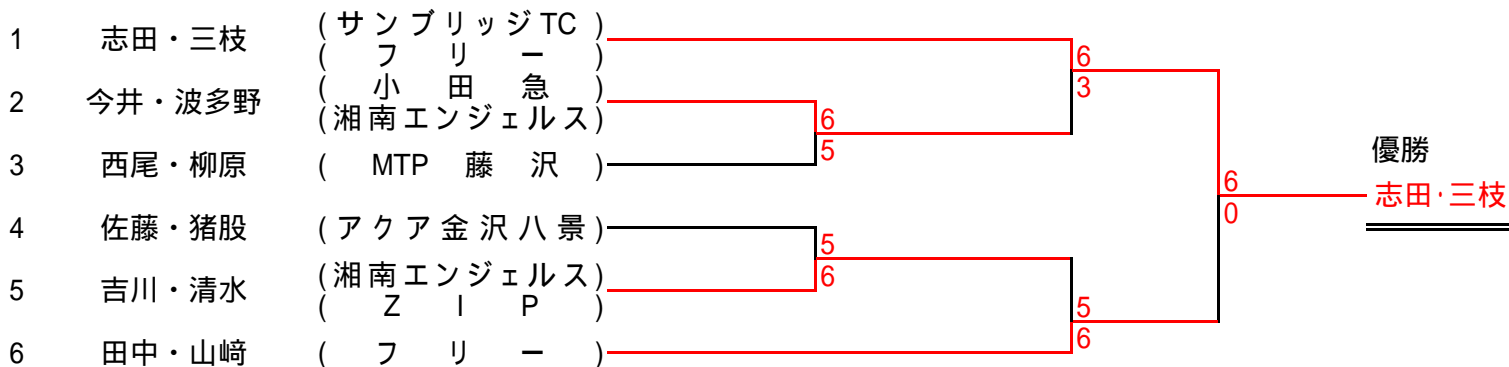 1 志田・三枝 (サンブリッジTC)
(フリー)
2 今井・波多野 (小田急)
(湘南エンジェルス)
3 西尾・柳原 (MTP藤沢)
4 佐藤・猪股 (アクア金沢八景)
5 吉川・清水 (湘南エンジェルス)
(ZIP)
6 田中・山﨑 (フリー)
6
5
5
6
6
3
5
6
6
0
優勝
志田・三枝